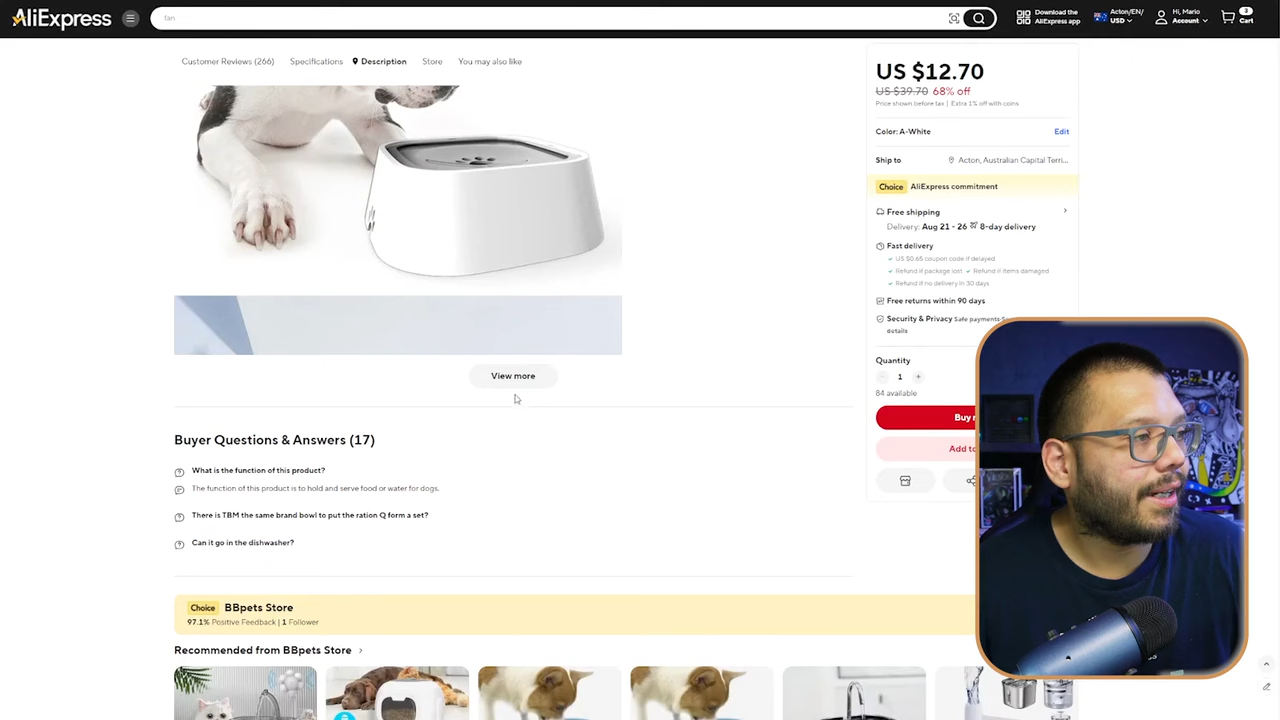 AliExpress
fan
Download the
AliExpress app
Acton/EN/
USD
Hi, Mario
Account
3
Cart
Customer Reviews (266)
Specifications
Description
Store
You may also like
US $12.70
US $39.70 68% off
Price shown before tax | Extra 1% off with coins
Color: A-White
Edit
Ship to
Acton, Australian Capital Terri...
Choice AliExpress commitment
Free shipping
Delivery: Aug 21 - 26 8-day delivery
Fast delivery
US $0.65 coupon code if delayed
Refund if package lost
Refund if items damaged
Refund if no delivery in 30 days
Free returns within 90 days
Security & Privacy Safe payments
details
Quantity
1
84 available
Buy
Add to
View more
Buyer Questions & Answers (17)
What is the function of this product?
The function of this product is to hold and serve food or water for dogs.
There is TBM the same brand bowl to put the ration Q form a set?
Can it go in the dishwasher?
Choice BBpets Store
97.1% Positive Feedback | 1 Follower
Recommended from BBpets Store